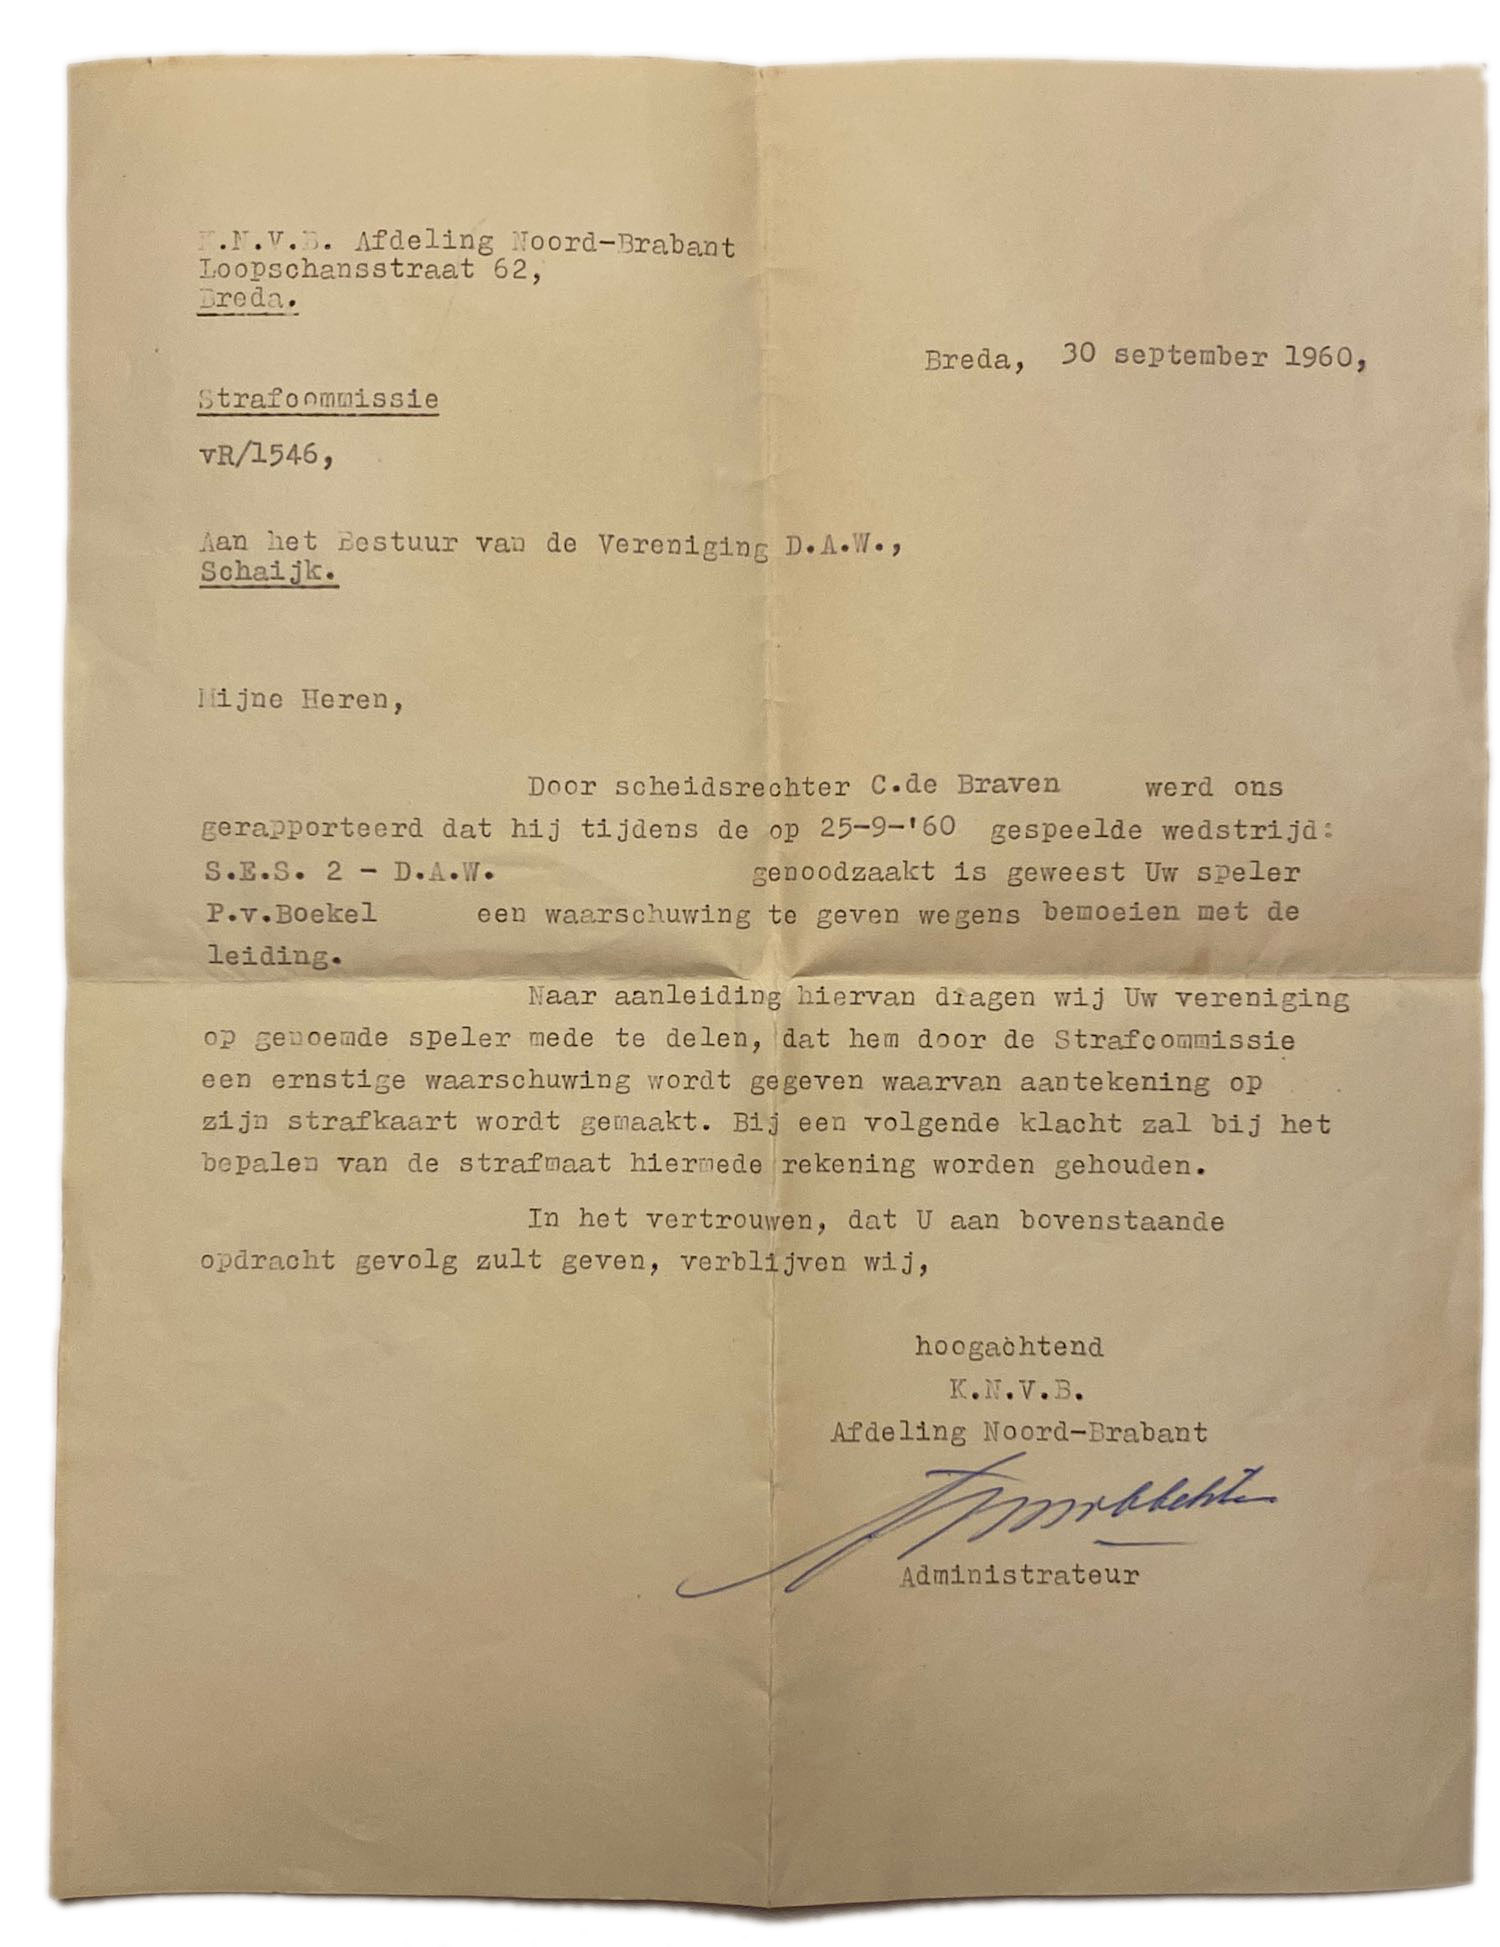 K.N.V.B. Afdeling Noord-Brabant
Loopschansstraat 62,
Breda.
Breda, 30 september 1960,
Strafcommissie
vR/1546,
Aan het Bestuur van de Vereniging D.A.W.,
Schaijk.
Mijne Heren,
Door scheidsrechter C.de Braven werd ons
gerapporteerd dat hij tijdens de op 25-9-'60 gespeelde wedstrijd:
S.E.S. 2 - D.A.W. genoodzaakt is geweest Uw speler
P.v.Boekel een waarschuwing te geven wegens bemoeien met de
leiding.
Naar aanleiding hiervan dragen wij Uw vereniging
op genoemde speler mede te delen, dat hem door de Strafcommissie
een ernstige waarschuwing wordt gegeven waarvan aantekening op
zijn strafkaart wordt gemaakt. Bij een volgende klacht zal bij het
bepalen van de strafmaat hiermede rekening worden gehouden.
In het vertrouwen, dat U aan bovenstaande
opdracht gevolg zult geven, verblijven wij,
hoogachtend
K.N.V.B.
Afdeling Noord-Brabant
Administrateur